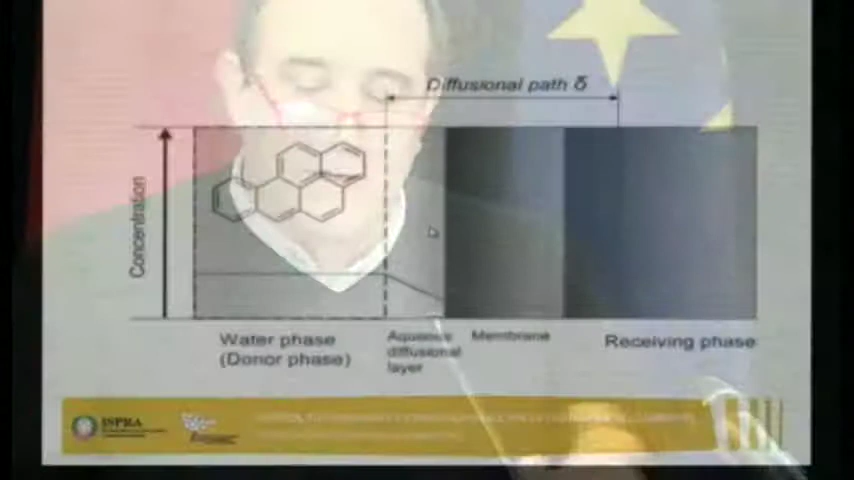 Diffusional path δ
Concentration
Water phase
(Donor phase)
Aqueous
diffusional
layer
Membrane
Receiving phase
ISPRA